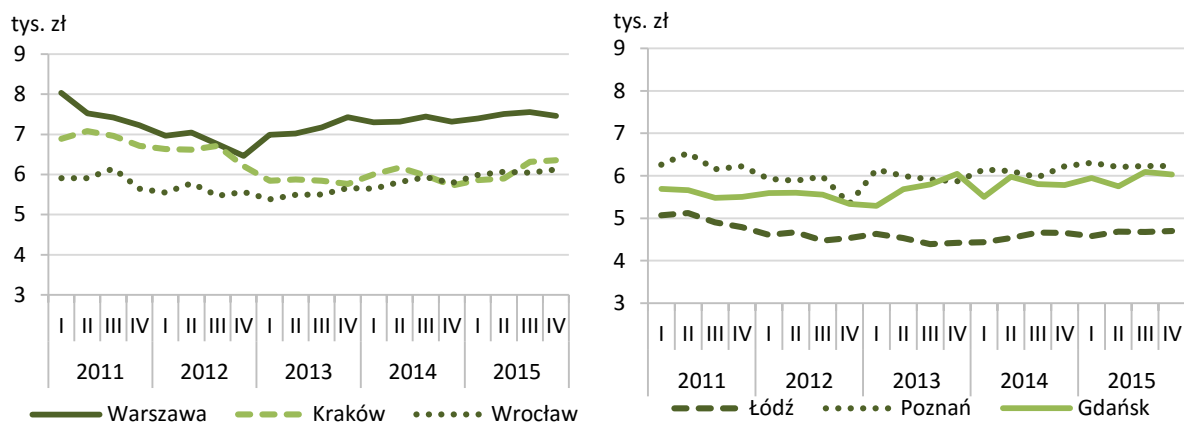 tys. zł
9
8
7
6
5
4
3
I II III IV I II III IV I II III IV I II III IV I II III IV
2011 2012 2013 2014 2015
Warszawa Kraków Wrocław
tys. zł
9
8
7
6
5
4
3
I II III IV I II III IV I II III IV I II III IV I II III IV
2011 2012 2013 2014 2015
Łódź Poznań Gdańsk